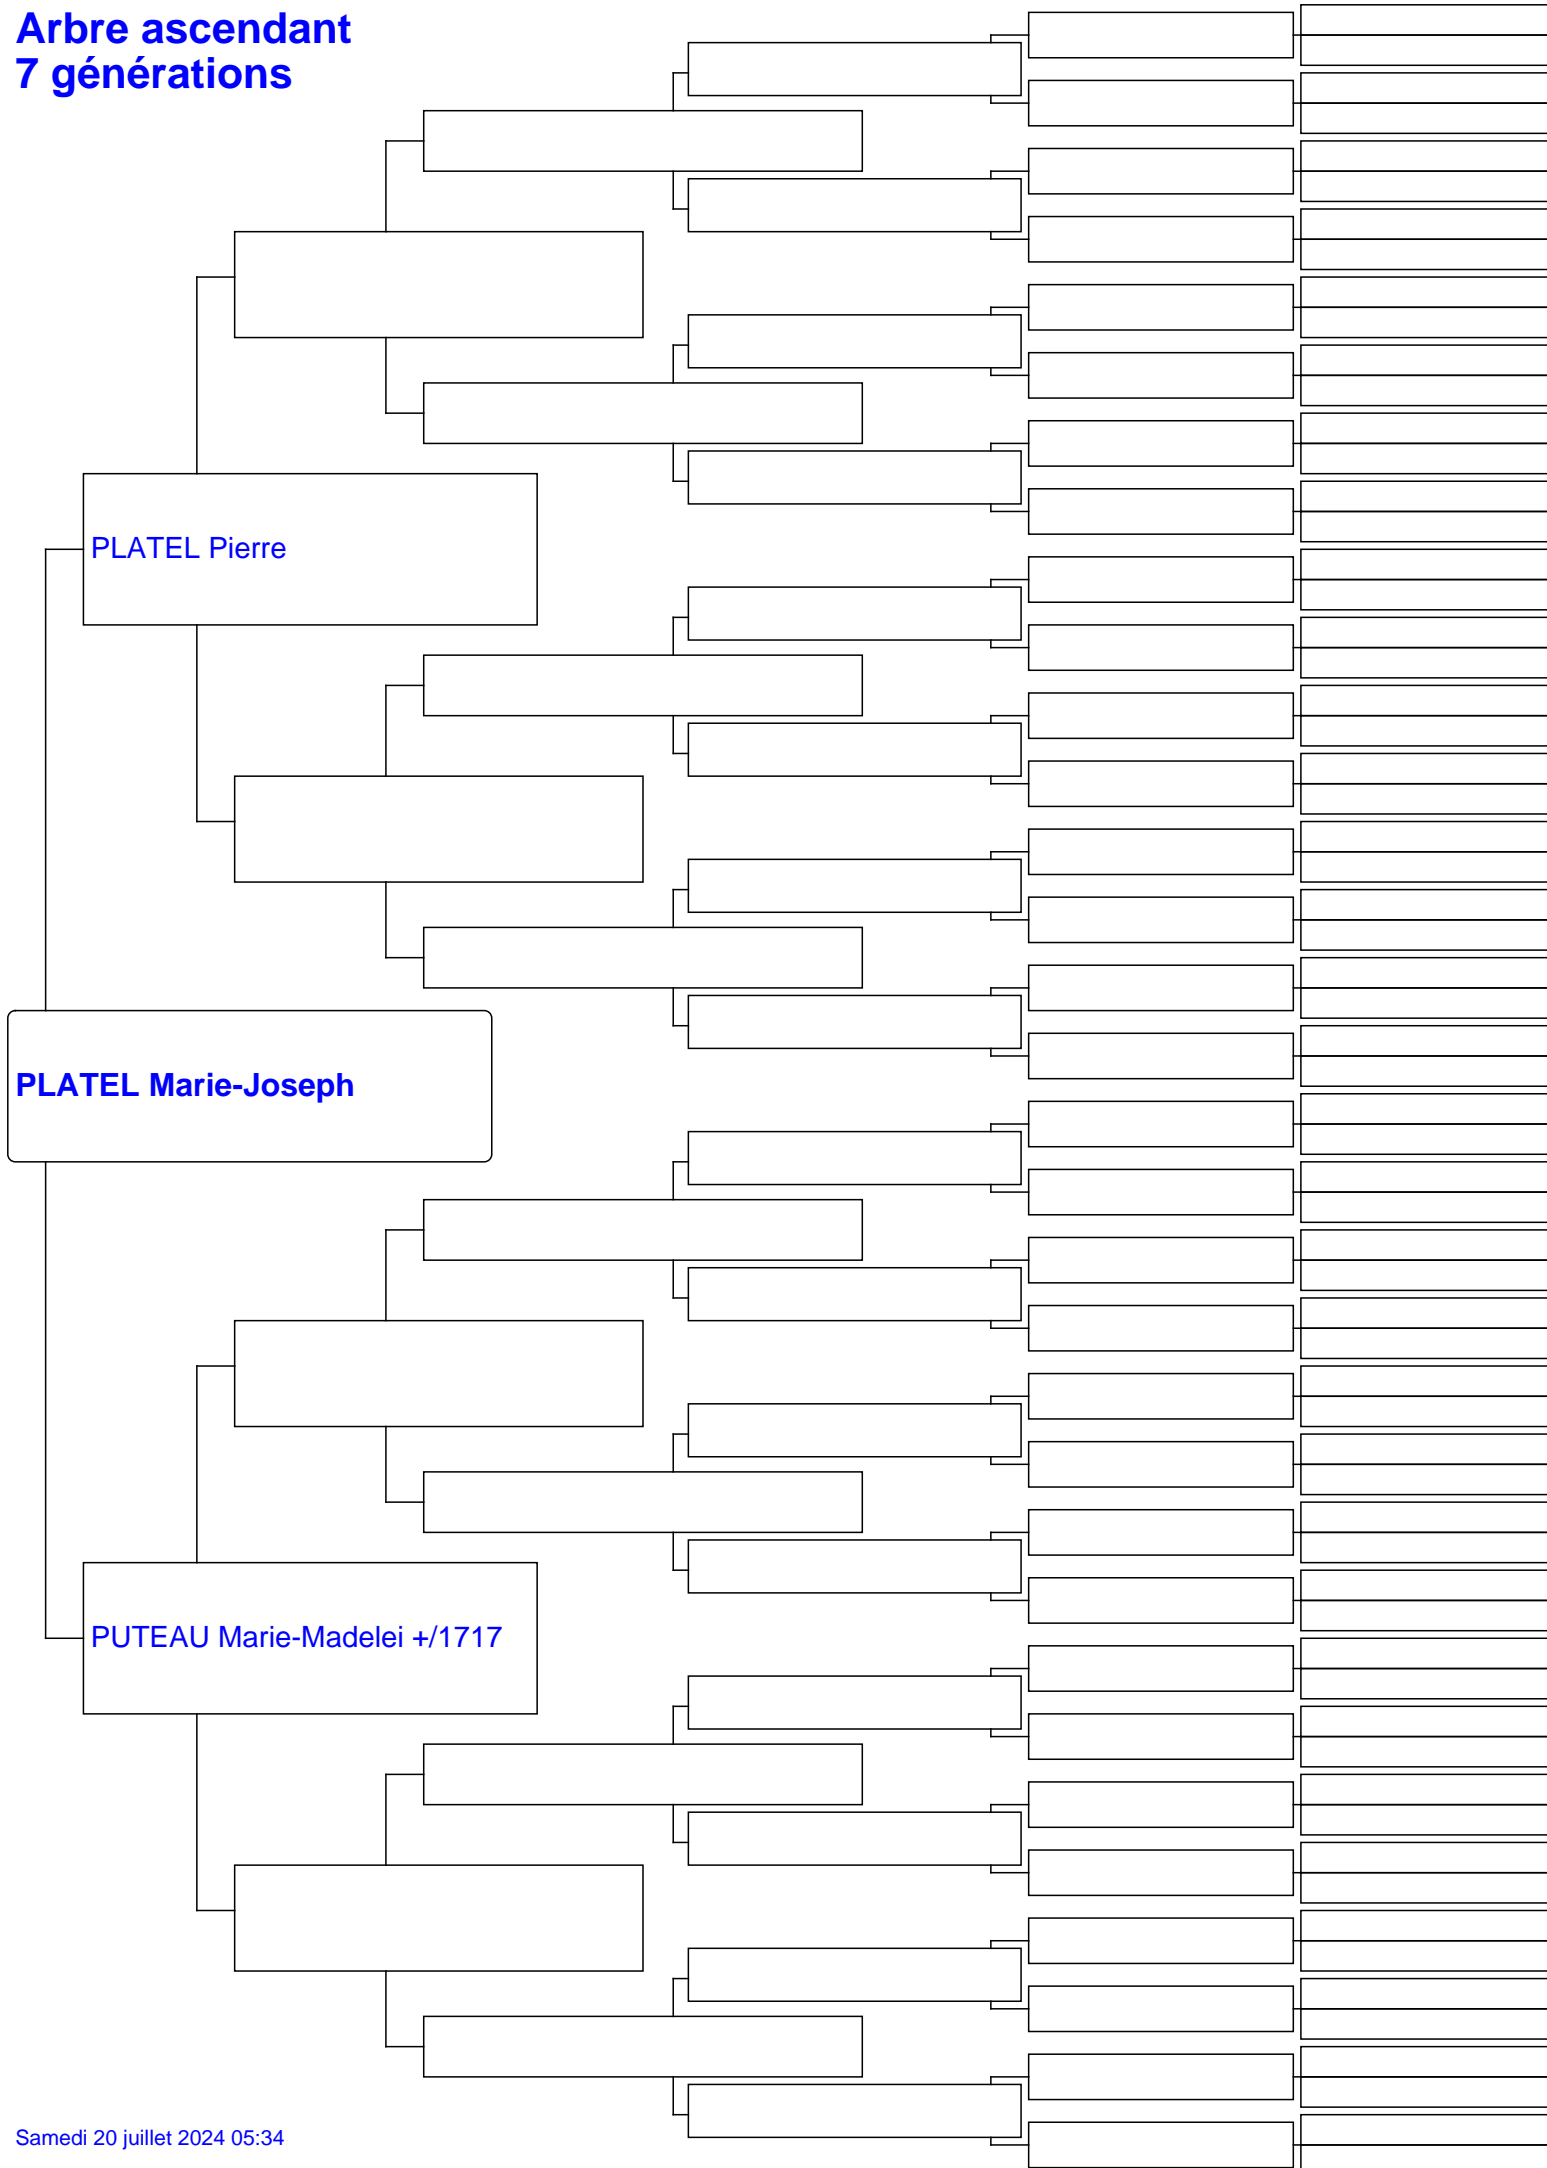 Arbre ascendant
7 générations
PLATEL Pierre
PLATEL Marie-Joseph
PUTEAU Marie-Madelei +/1717
Samedi 20 juillet 2024 05:34